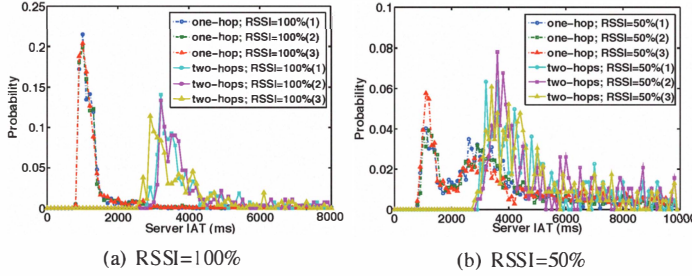 0.25
0.2
0.15
0.1
0.05
0
Probability
one-hop; RSSI=100%(1)
one-hop; RSSI=100%(2)
one-hop; RSSI=100%(3)
two-hops; RSSI=100%(1)
two-hops; RSSI=100%(2)
two-hops; RSSI=100%(3)
0 2000 4000 6000 8000
Server IAT (ms)
(a) RSSI=100%
0.1
0.08
0.06
0.04
0.02
0
Probability
one-hop; RSSI=50%(1)
one-hop; RSSI=50%(2)
one-hop; RSSI=50%(3)
two-hops; RSSI=50%(1)
two-hops; RSSI=50%(2)
two-hops; RSSI=50%(3)
0 2000 4000 6000 8000 10000
Server IAT (ms)
(b) RSSI=50%